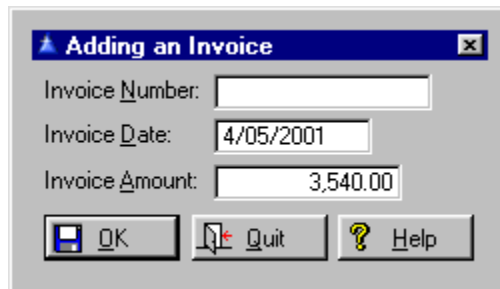 Adding an Invoice
Invoice Number:
Invoice Date: 4/05/2001
Invoice Amount: 3,540.00
OK Quit Help